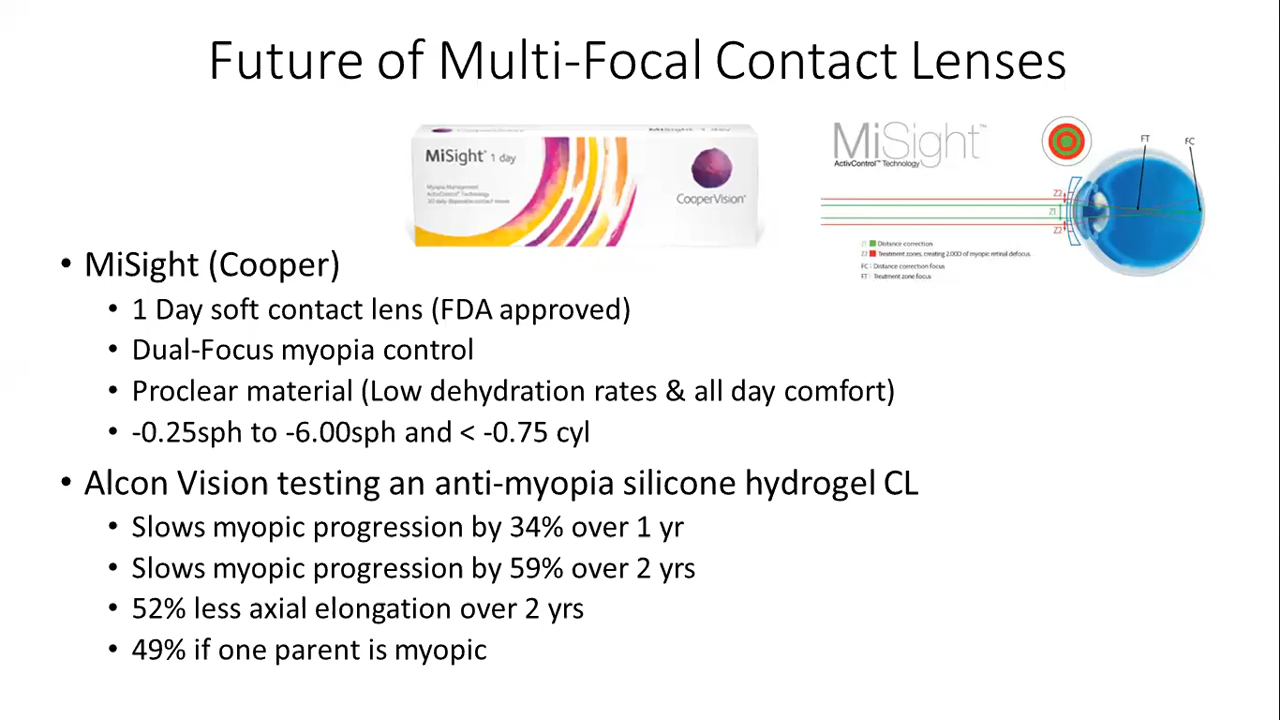 Future of Multi-Focal Contact Lenses
MiSight™ 1 day
CooperVision™
MiSight™
ActivControl™ Technology
FT
FC
Z2
Z1
Z2
Distance correction
Treatment zones, creating 2.00D of myopic retinal defocus.
FC : Distance correction focus
FT : Treatment zone focus
• MiSight (Cooper)
• 1 Day soft contact lens (FDA approved)
• Dual-Focus myopia control
• Proclear material (Low dehydration rates & all day comfort)
• -0.25sph to -6.00sph and < -0.75 cyl
• Alcon Vision testing an anti-myopia silicone hydrogel CL
• Slows myopic progression by 34% over 1 yr
• Slows myopic progression by 59% over 2 yrs
• 52% less axial elongation over 2 yrs
• 49% if one parent is myopic